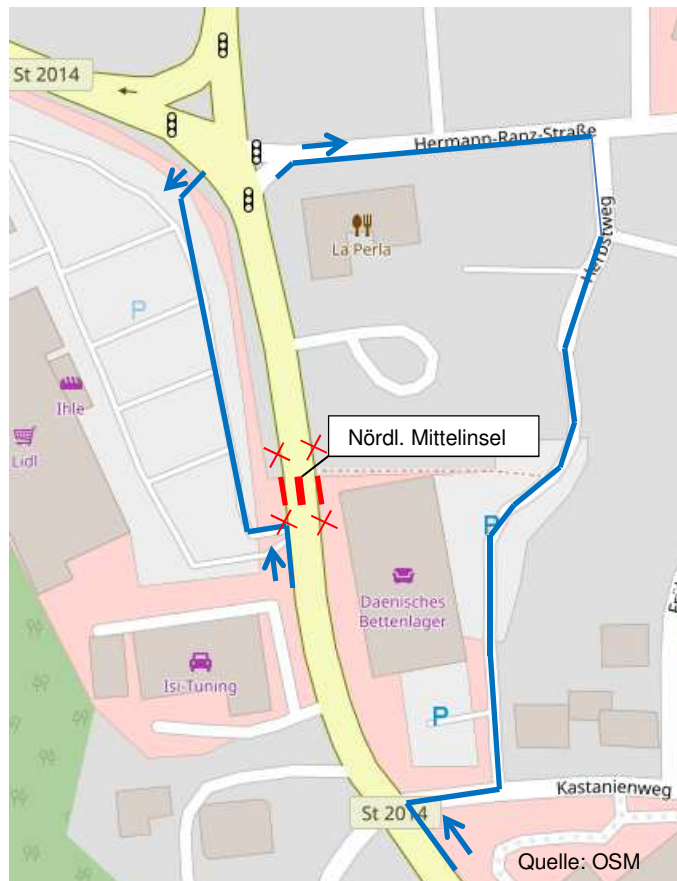 St 2014
Hermann-Ranz-Straße
La Perla
Herbstweg
P
Ihle
Lidl
Nördl. Mittelinsel
P
Daenisches
Bettenlager
Isi-Tuning
P
Kastanienweg
St 2014
Quelle: OSM